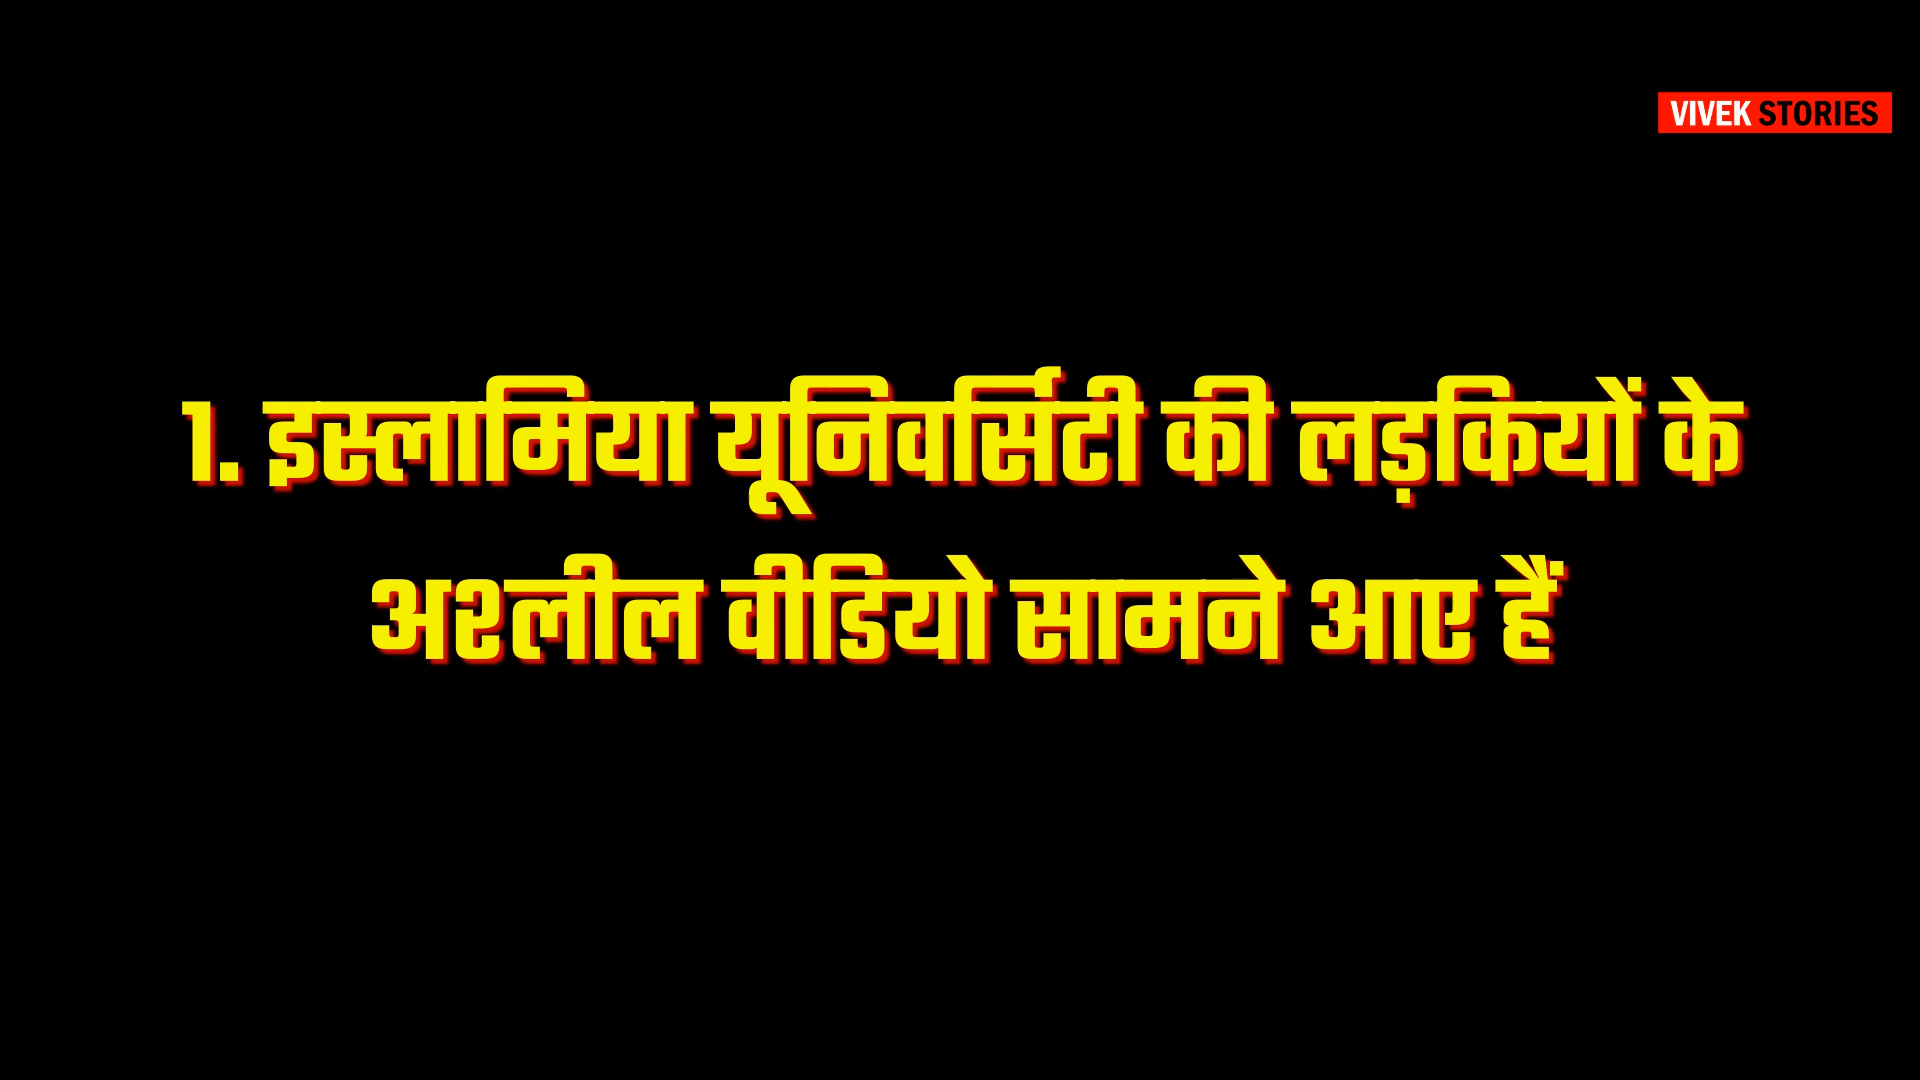 VIVEK STORIES
1. इस्लामिया यूनिवर्सिटी की लड़कियों के
अश्लील वीडियो सामने आए हैं